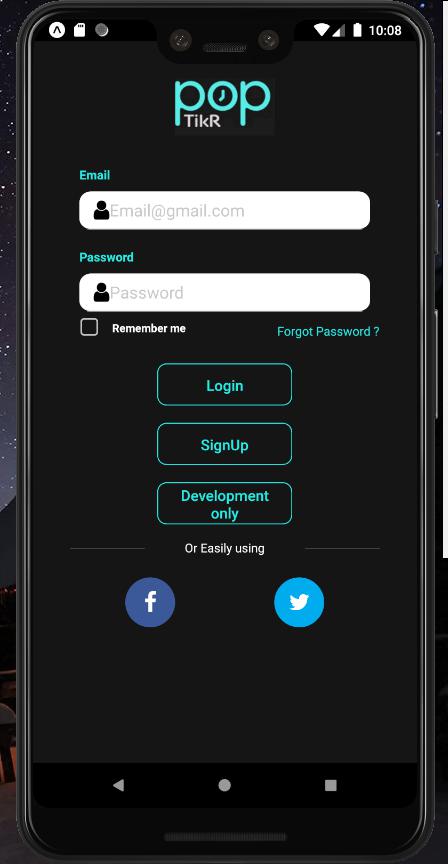 10:08
pop
TikR
Email
Email@gmail.com
Password
Password
Remember me
Forgot Password ?
Login
SignUp
Development
only
Or Easily using